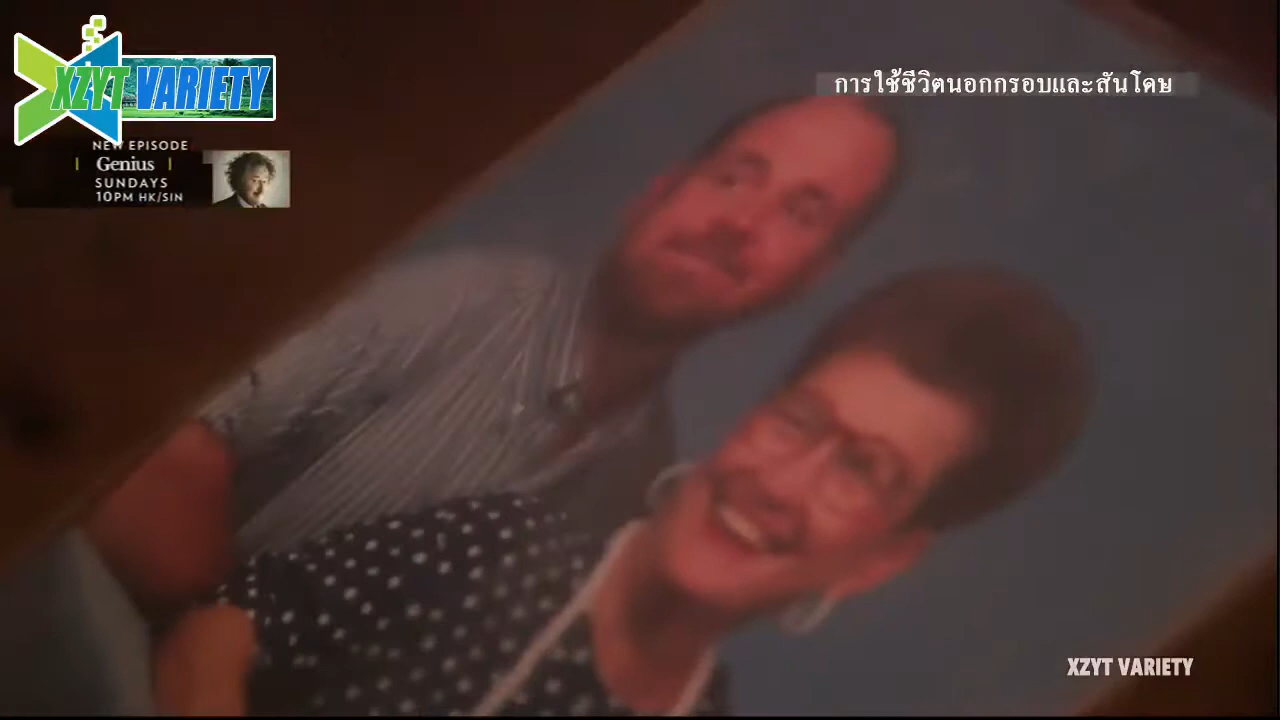 XZYT VARIETY
NEW EPISODE
Genius
SUNDAYS
10PM HK/SIN
การใช้ชีวิตนอกกรอบและสันโดษ
XZYT VARIETY